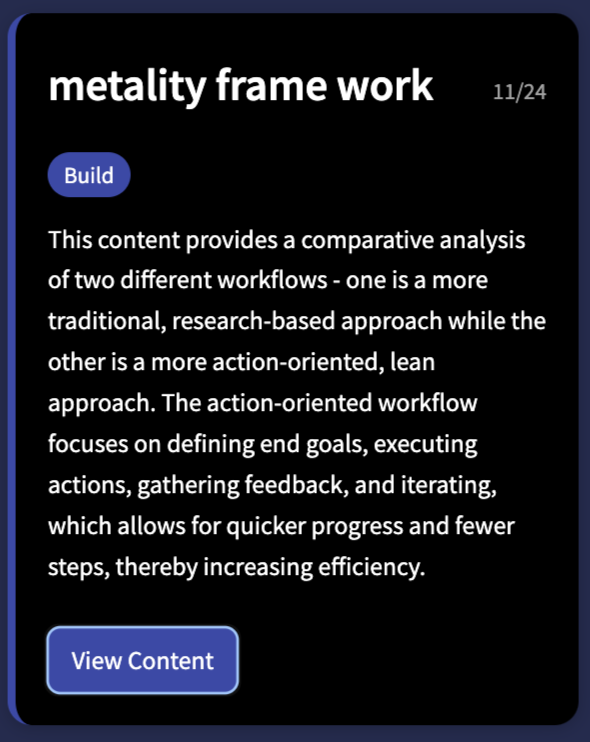 metality frame work
11/24
Build
This content provides a comparative analysis
of two different workflows - one is a more
traditional, research-based approach while the
other is a more action-oriented, lean
approach. The action-oriented workflow
focuses on defining end goals, executing
actions, gathering feedback, and iterating,
which allows for quicker progress and fewer
steps, thereby increasing efficiency.
View Content